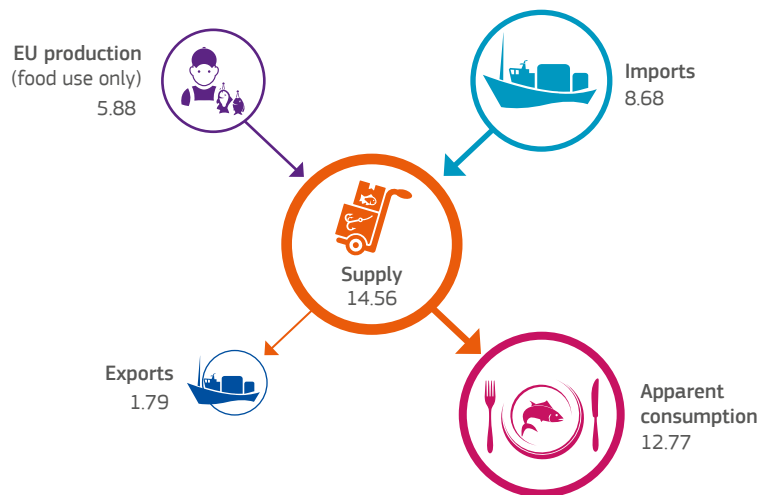 EU production
(food use only)
5.88
Imports
8.68
Supply
14.56
Exports
1.79
Apparent
consumption
12.77